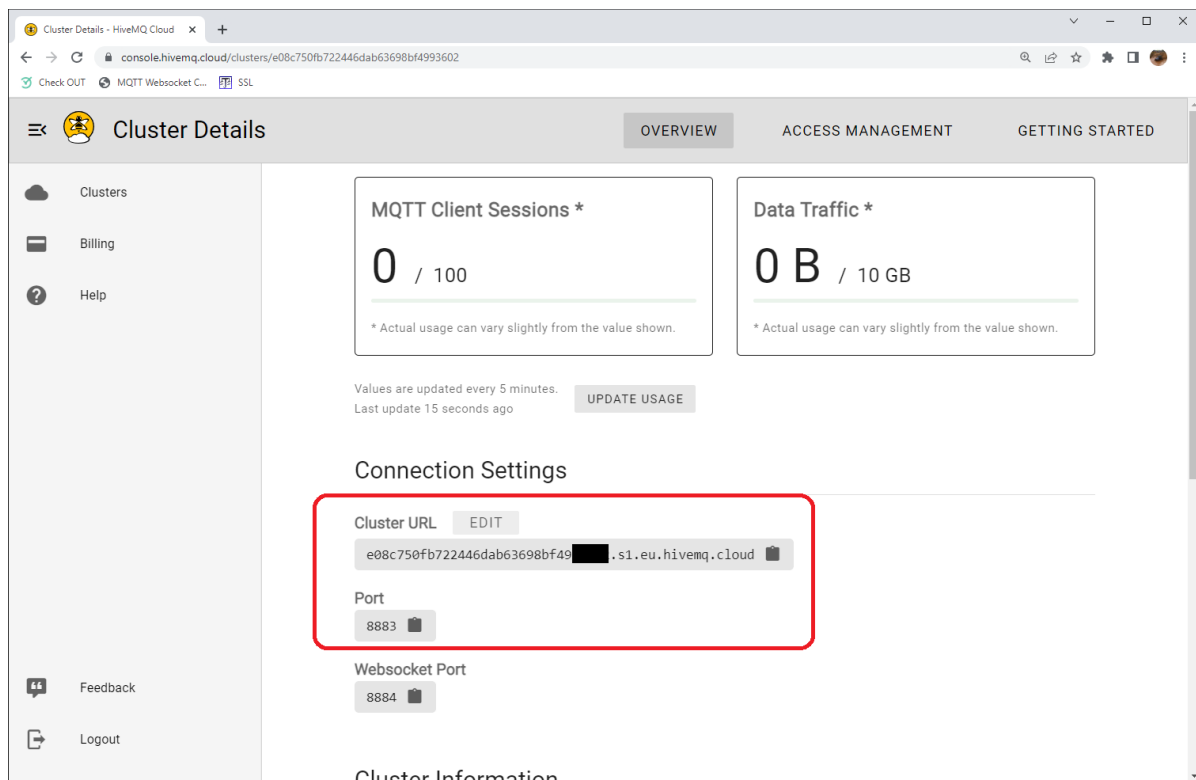 Cluster Details - HiveMQ Cloud
console.hivemq.cloud/clusters/e08c750fb722446dab63698bf4993602
Check OUT MQTT Websocket C... SSL
Cluster Details
OVERVIEW ACCESS MANAGEMENT GETTING STARTED
Clusters
Billing
Help
Feedback
Logout
MQTT Client Sessions *
0 / 100
* Actual usage can vary slightly from the value shown.
Data Traffic *
0 B / 10 GB
* Actual usage can vary slightly from the value shown.
Values are updated every 5 minutes.
Last update 15 seconds ago
UPDATE USAGE
Connection Settings
Cluster URL EDIT
e08c750fb722446dab63698bf49 .s1.eu.hivemq.cloud
Port
8883
Websocket Port
8884
Cluster Information